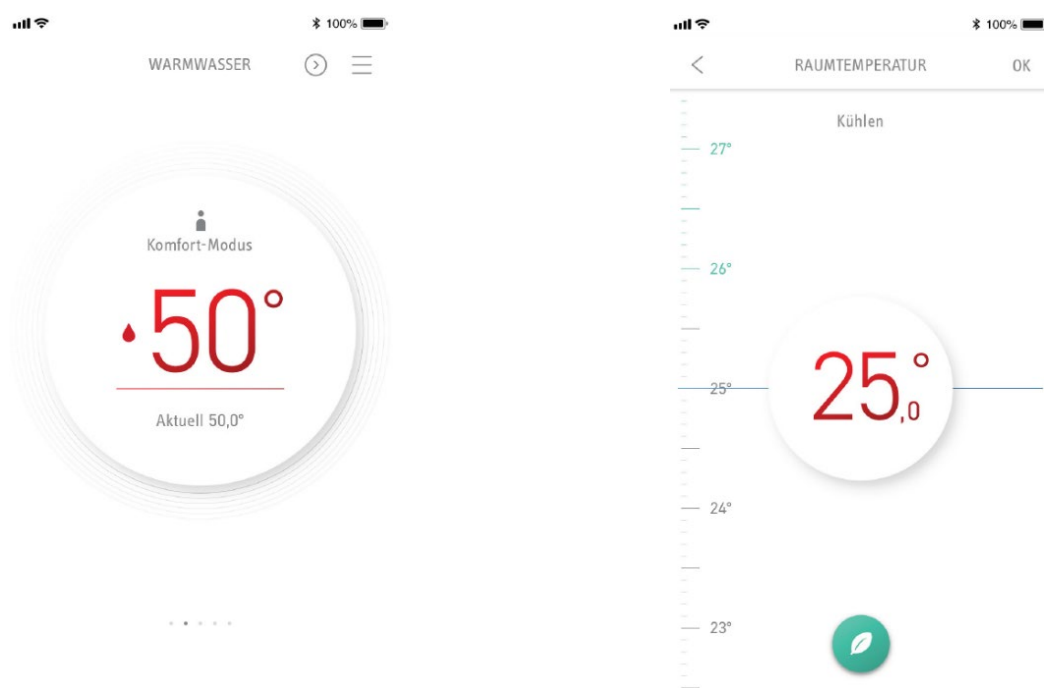 100%
WARMWASSER
Komfort-Modus
50°
Aktuell 50,0°
100%
RAUMTEMPERATUR OK
Kühlen
27°
26°
25°
25,0°
24°
23°